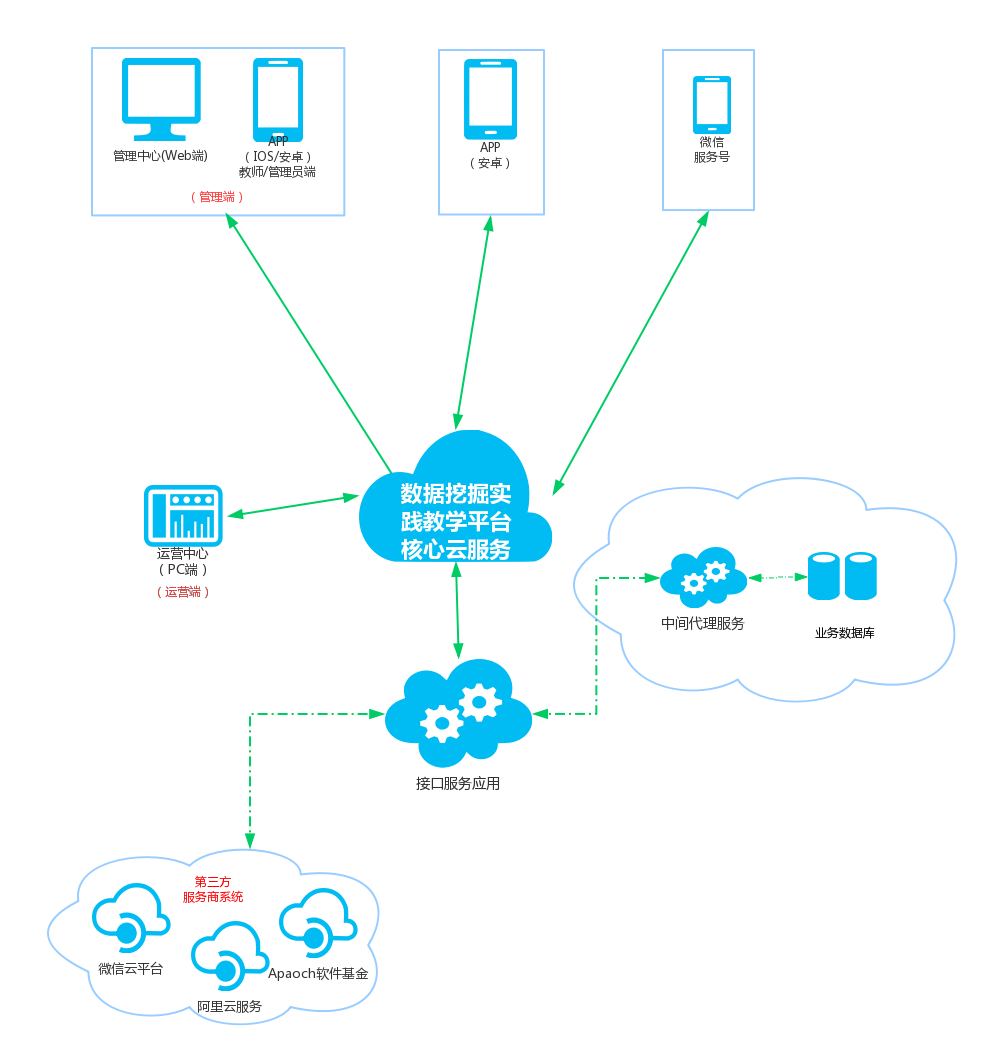 管理中心(Web端)
APP
（IOS/安卓）
教师/管理员端
（管理端）
APP
（安卓）
微信
服务号
数据挖掘实
践教学平台
核心云服务
运营中心
（PC端）
（运营端）
中间代理服务
业务数据库
接口服务应用
第三方
服务商系统
微信云平台
阿里云服务
Apaoch软件基金